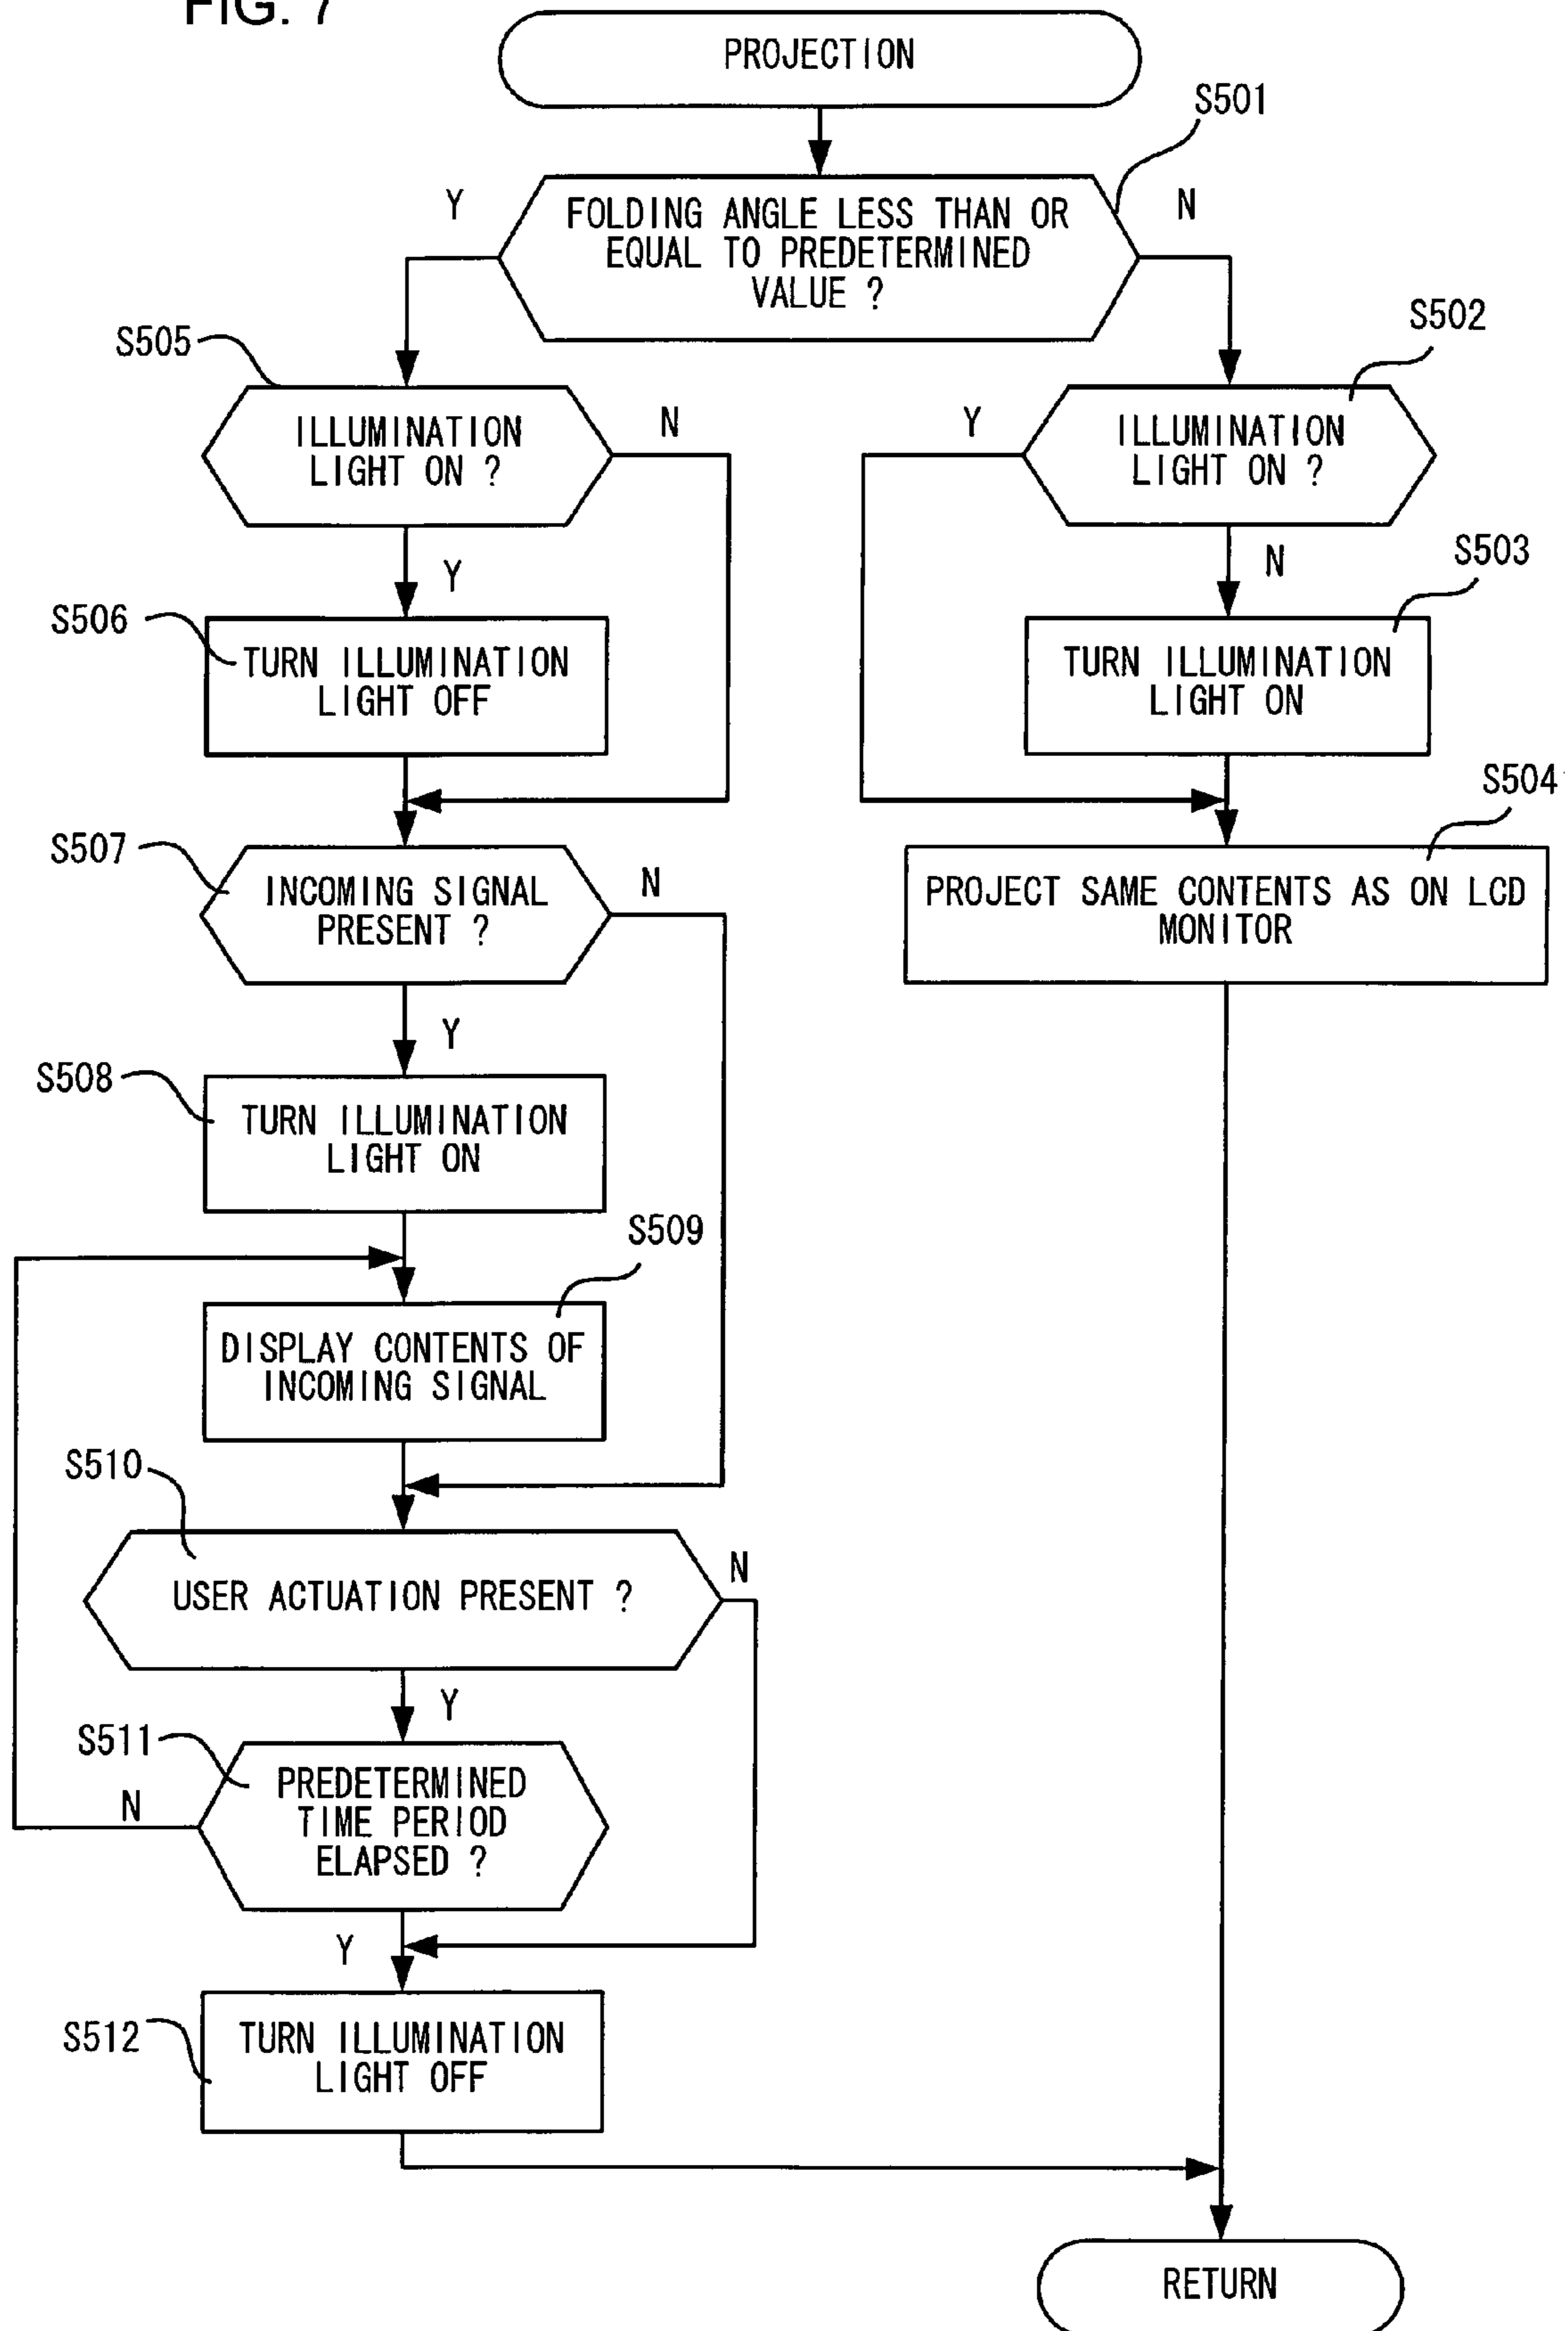 FIG. 7
PROJECTION
S501
Y
FOLDING ANGLE LESS THAN OR
EQUAL TO PREDETERMINED
VALUE ?
N
S505
S502
ILLUMINATION
LIGHT ON ?
N
Y
ILLUMINATION
LIGHT ON ?
Y
N
S506
TURN ILLUMINATION
LIGHT OFF
S503
TURN ILLUMINATION
LIGHT ON
S507
INCOMING SIGNAL
PRESENT ?
N
S504
PROJECT SAME CONTENTS AS ON LCD
MONITOR
Y
S508
TURN ILLUMINATION
LIGHT ON
S509
DISPLAY CONTENTS OF
INCOMING SIGNAL
S510
USER ACTUATION PRESENT ?
N
Y
S511
PREDETERMINED
TIME PERIOD
ELAPSED ?
N
Y
S512
TURN ILLUMINATION
LIGHT OFF
RETURN